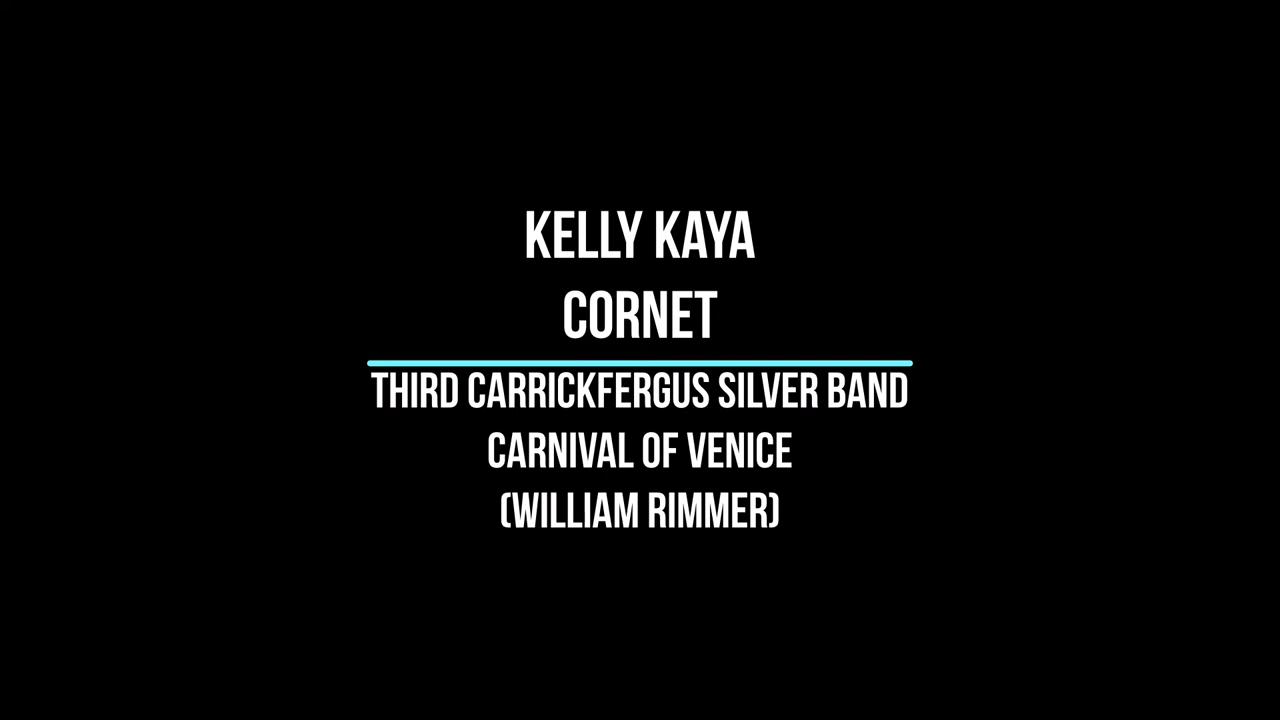 KELLY KAYA
CORNET
THIRD CARRICKFERGUS SILVER BAND
CARNIVAL OF VENICE
(WILLIAM RIMMER)